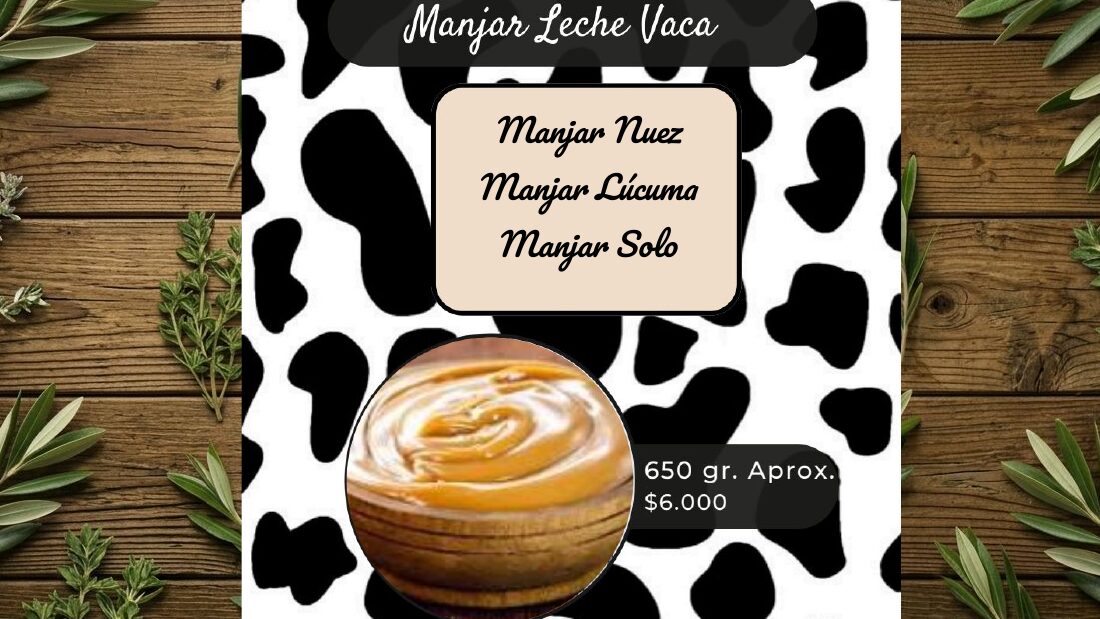 Manjar Leche Vaca
Manjar Nuez
Manjar Lúcuma
Manjar Solo
650 gr. Aprox.
$6.000